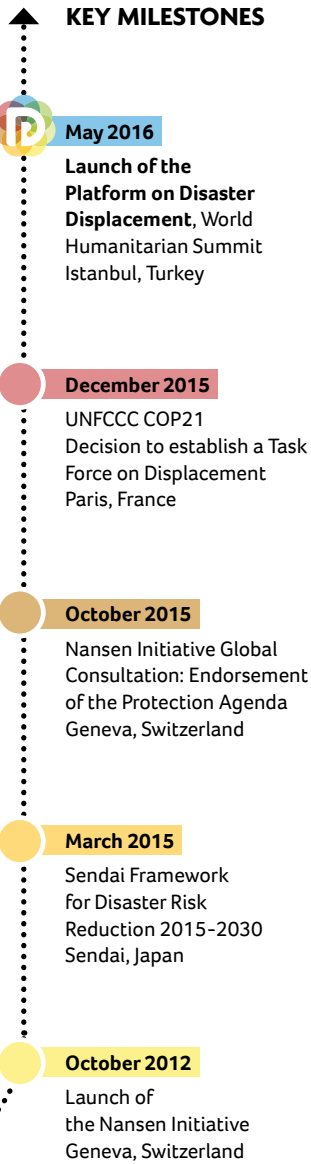 KEY MILESTONES
D
May 2016
Launch of the
Platform on Disaster
Displacement, World
Humanitarian Summit
Istanbul, Turkey
December 2015
UNFCCC COP21
Decision to establish a Task
Force on Displacement
Paris, France
October 2015
Nansen Initiative Global
Consultation: Endorsement
of the Protection Agenda
Geneva, Switzerland
March 2015
Sendai Framework
for Disaster Risk
Reduction 2015-2030
Sendai, Japan
October 2012
Launch of
the Nansen Initiative
Geneva, Switzerland